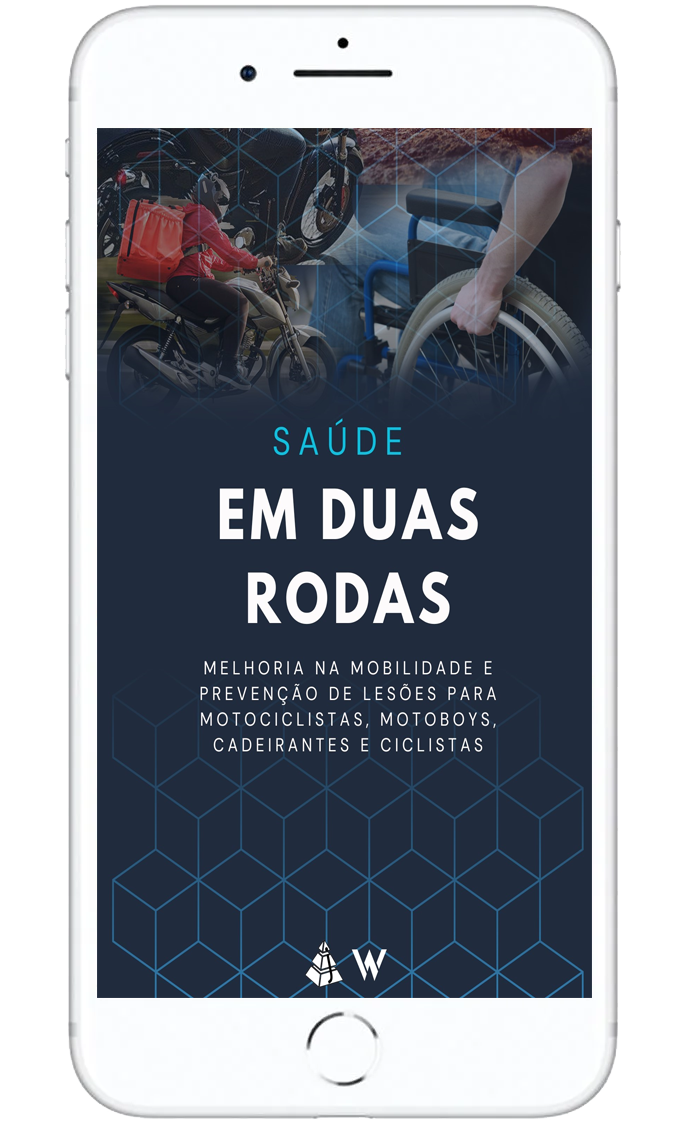 SAÚDE
EM DUAS
RODAS
MELHORIA NA MOBILIDADE E
PREVENÇÃO DE LESÕES PARA
MOTOCICLISTAS, MOTOBOYS,
CADEIRANTES E CICLISTAS
W